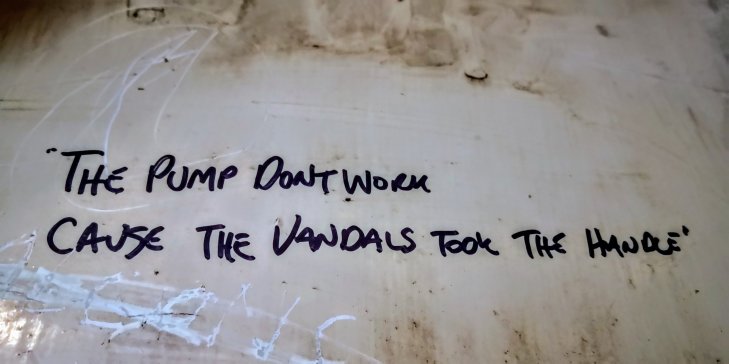 "THE PUMP DONT WORK
CAUSE THE VANDALS TOOK THE HANDLE"